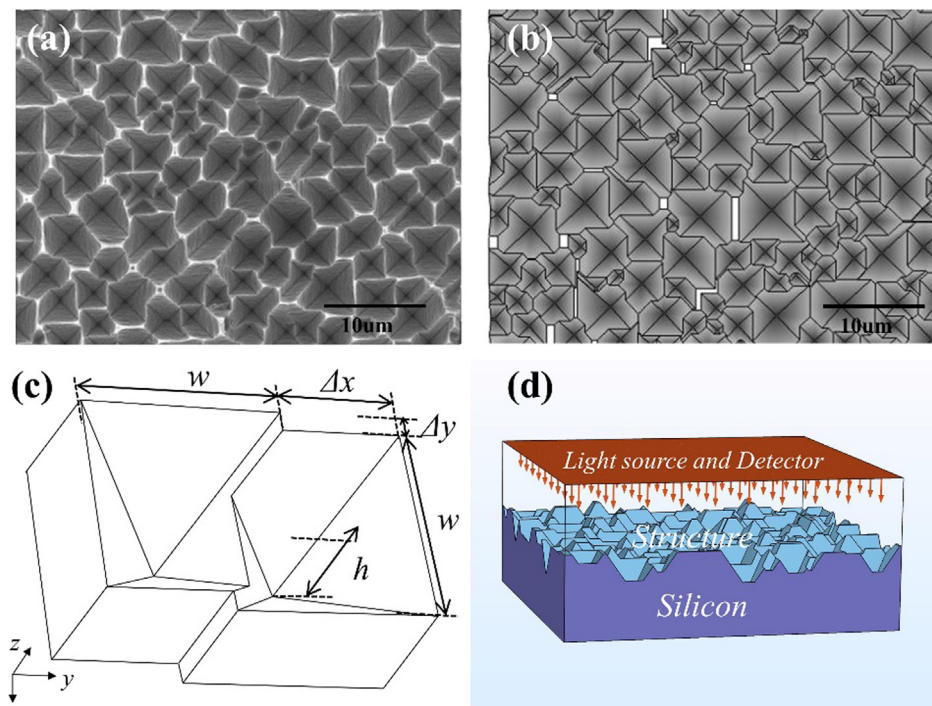 (a)
10um
(b)
10um
(c)
w
Δx
Δy
w
h
z
y
(d)
Light source and Detector
Structure
Silicon